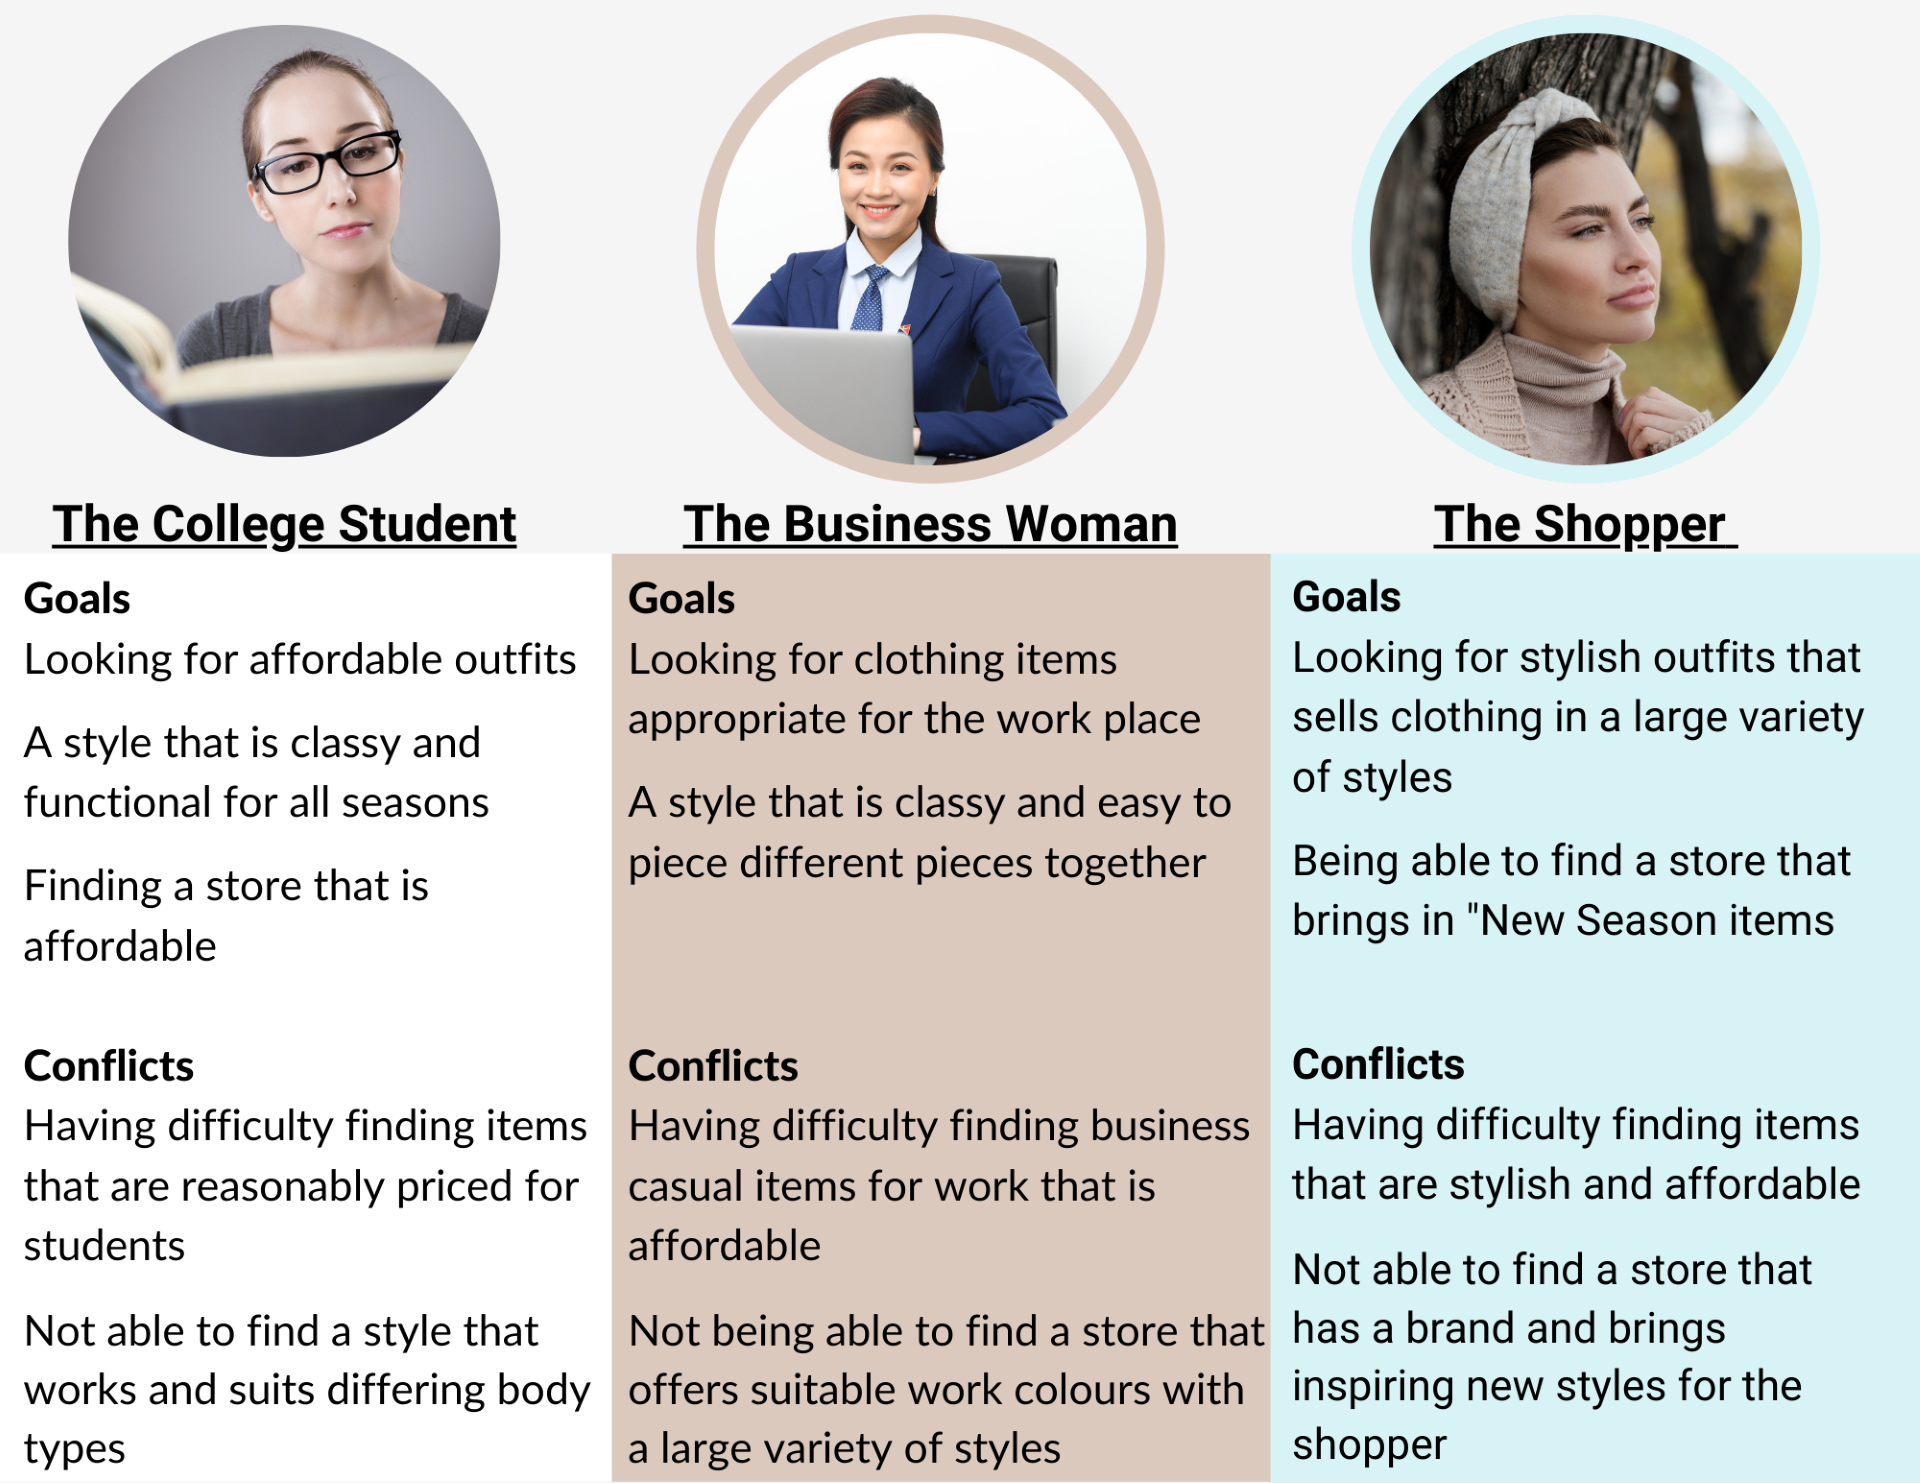 The College Student
Goals
Looking for affordable outfits
A style that is classy and
functional for all seasons
Finding a store that is
affordable
Conflicts
Having difficulty finding items
that are reasonably priced for
students
Not able to find a style that
works and suits differing body
types
The Business Woman
Goals
Looking for clothing items
appropriate for the work place
A style that is classy and easy to
piece different pieces together
Conflicts
Having difficulty finding business
casual items for work that is
affordable
Not being able to find a store that
offers suitable work colours with
a large variety of styles
The Shopper
Goals
Looking for stylish outfits that
sells clothing in a large variety
of styles
Being able to find a store that
brings in "New Season items
Conflicts
Having difficulty finding items
that are stylish and affordable
Not able to find a store that
has a brand and brings
inspiring new styles for the
shopper